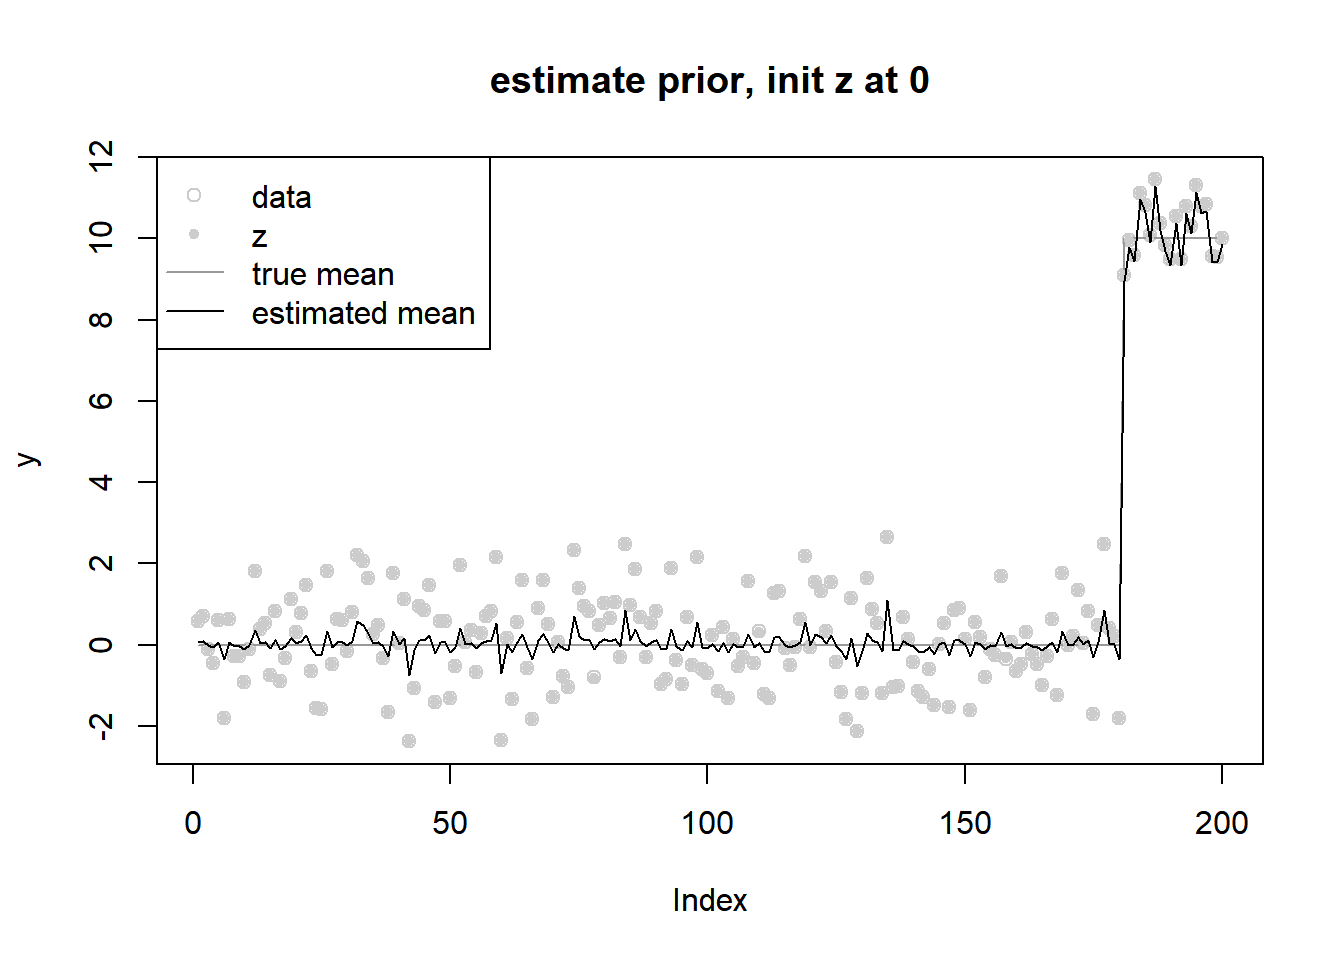 estimate prior, init z at 0
data
z
true mean
estimated mean
y
12
10
8
6
4
2
0
-2
0 50 100 150 200
Index